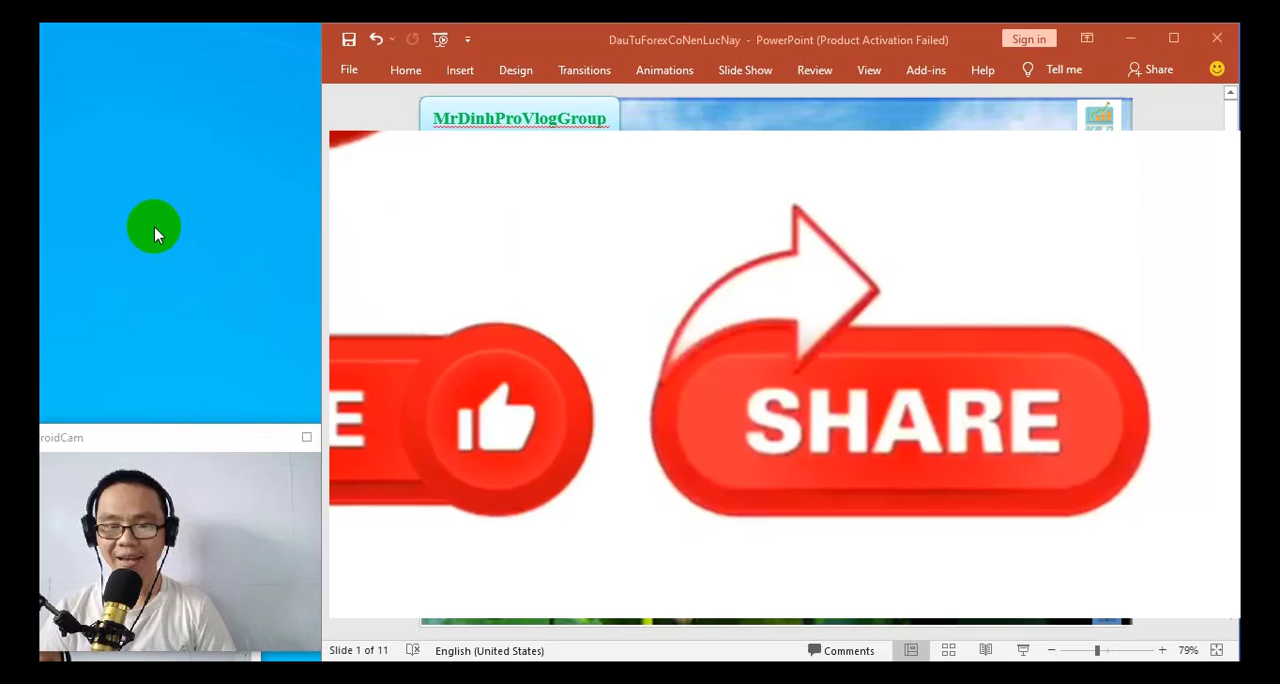 DauTuForexCoNenLucNay - PowerPoint (Product Activation Failed)
Sign in
File Home Insert Design Transitions Animations Slide Show Review View Add-ins Help Tell me Share
MrDinhProVlogGroup
E
SHARE
roidCam
Slide 1 of 11 English (United States) Comments 79%